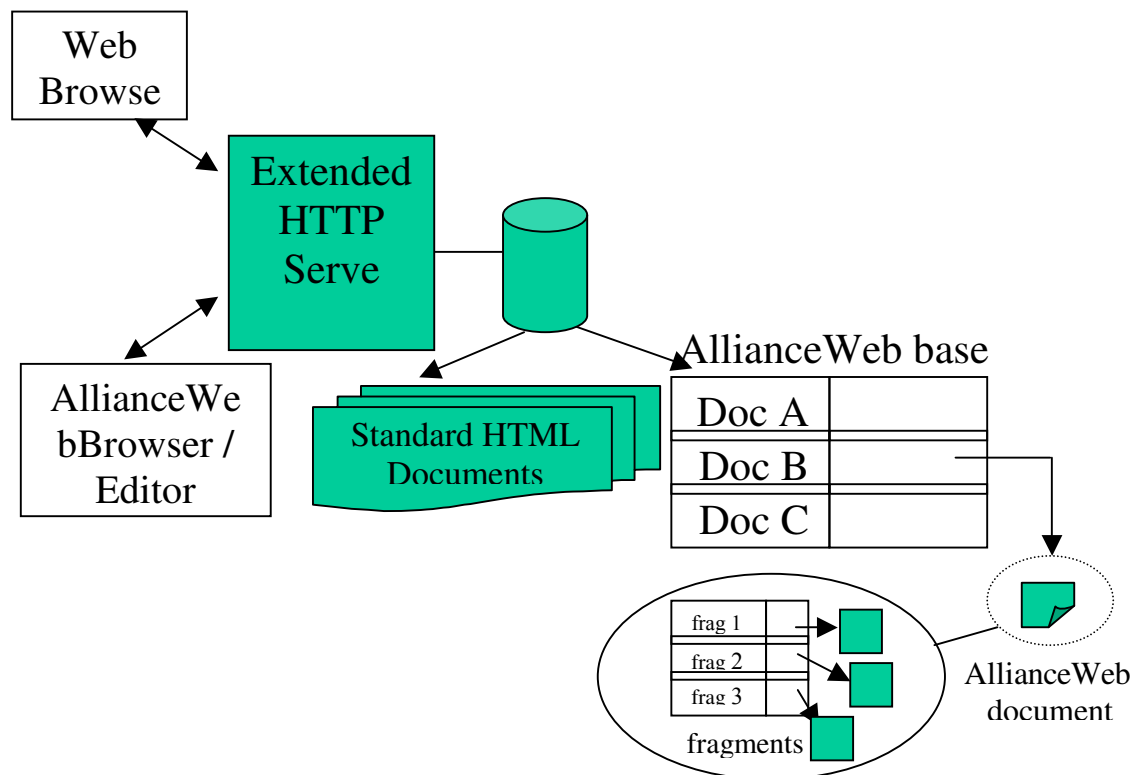 Web
Browse
Extended
HTTP
Serve
AllianceWe
bBrowser /
Editor
Standard HTML
Documents
AllianceWeb base
Doc A
Doc B
Doc C
frag 1
frag 2
frag 3
fragments
AllianceWeb
document